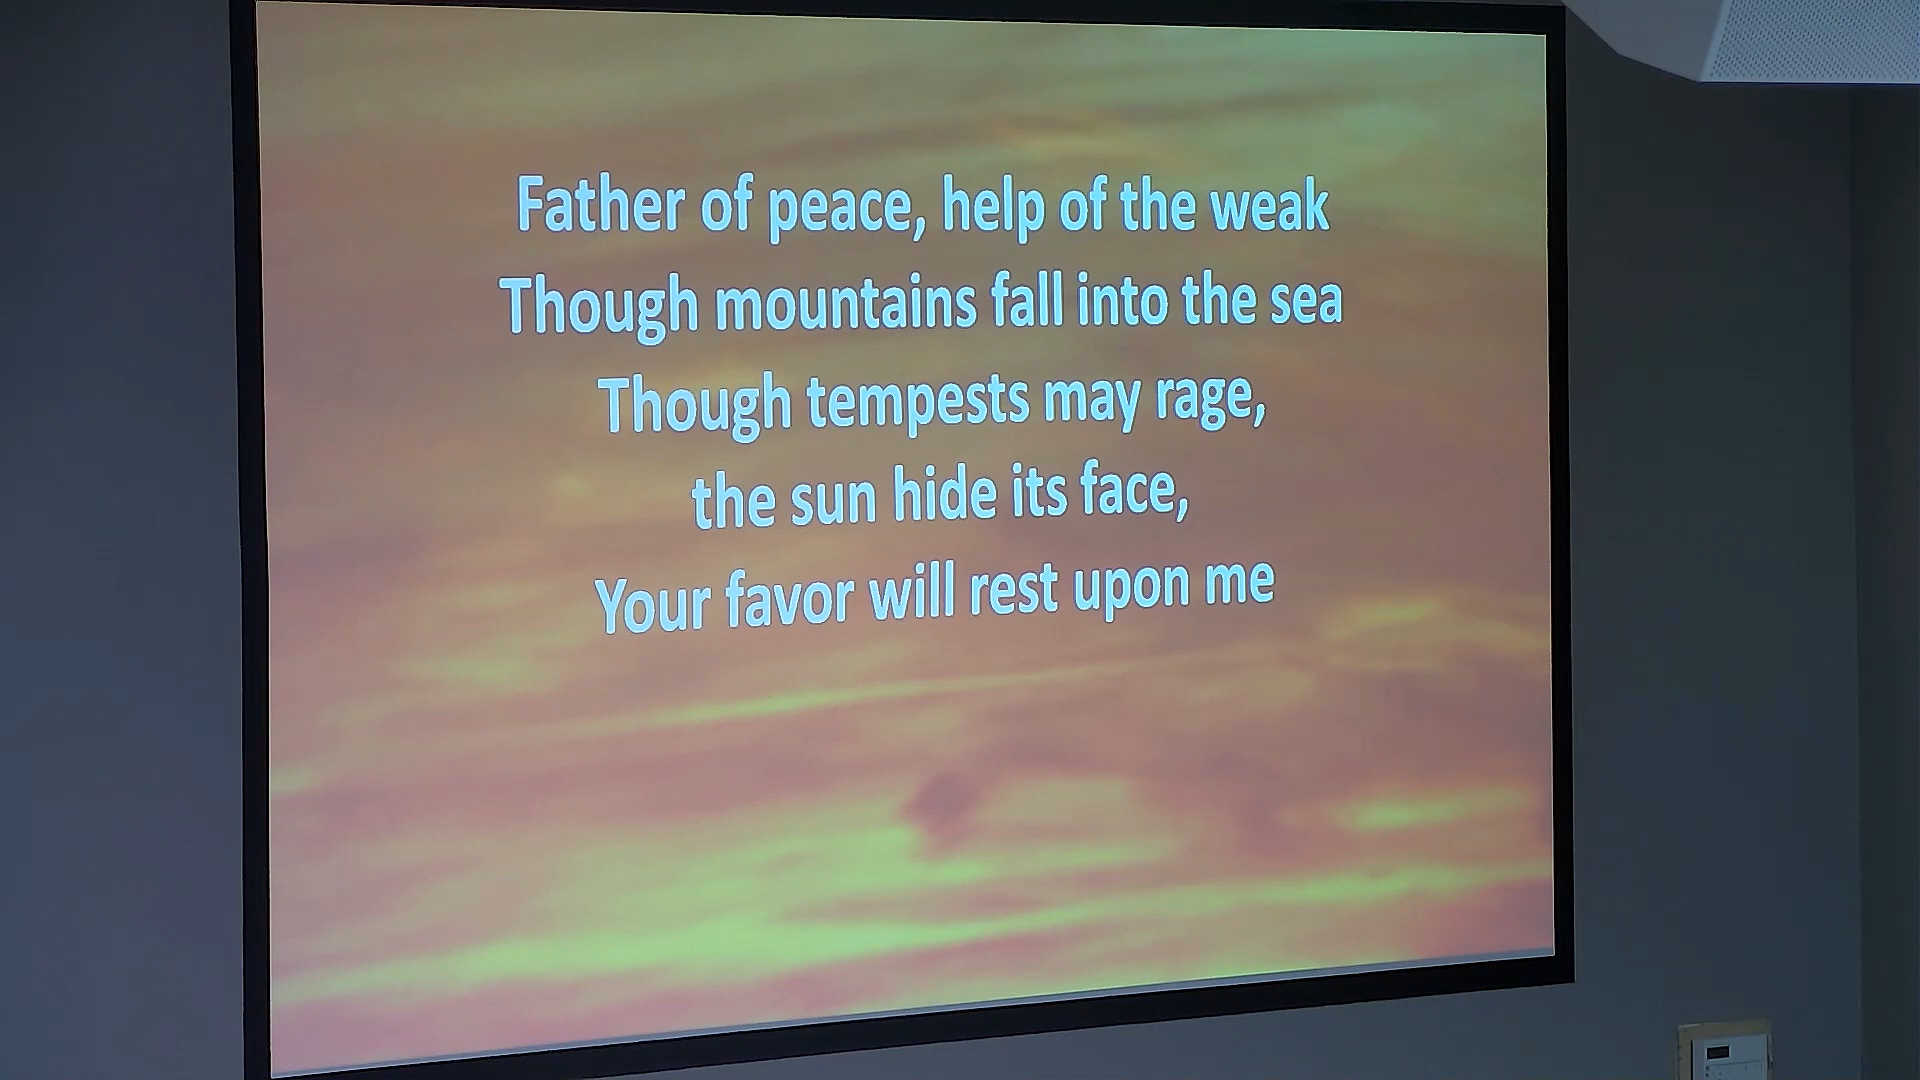 Father of peace, help of the weak
Though mountains fall into the sea
Though tempests may rage,
the sun hide its face,
Your favor will rest upon me